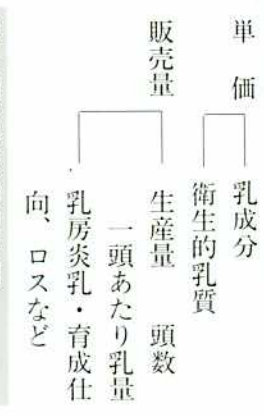 単価
乳成分
衛生的乳質
販売量
生産量 頭数
一頭あたり乳量
乳房炎乳・育成仕
向、ロスなど